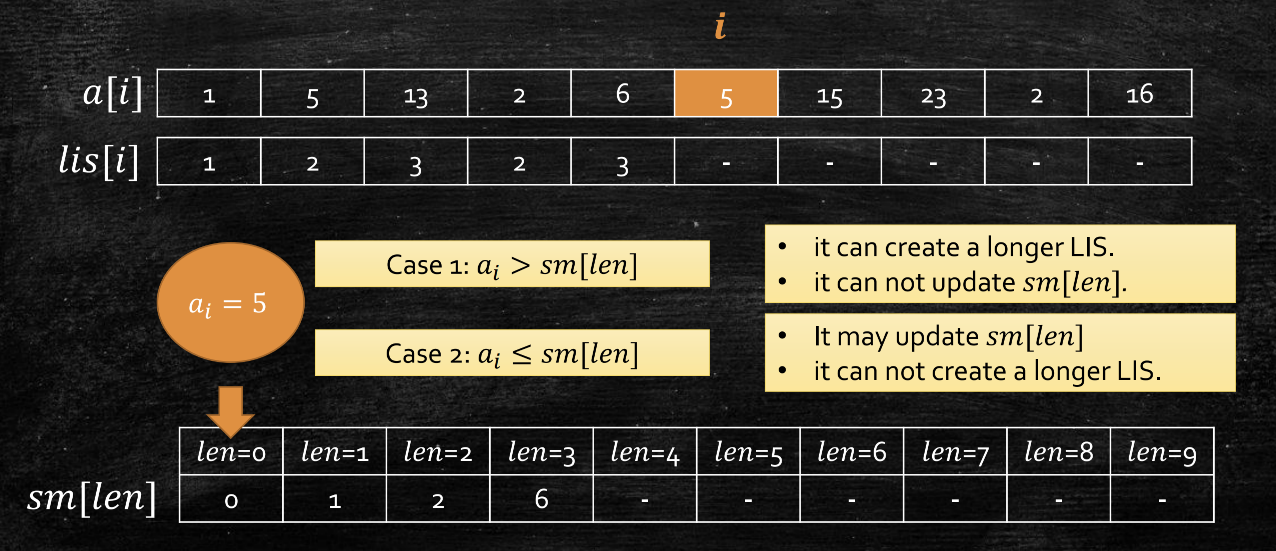 i
a[i] 1 5 13 2 6 5 15 23 2 16
lis[i] 1 2 3 2 3 - - - - -
a_i = 5
Case 1: a_i > sm[len]
• it can create a longer LIS.
• it can not update sm[len].
Case 2: a_i ≤ sm[len]
• It may update sm[len]
• it can not create a longer LIS.
len=0 len=1 len=2 len=3 len=4 len=5 len=6 len=7 len=8 len=9
sm[len] 0 1 2 6 - - - - - -